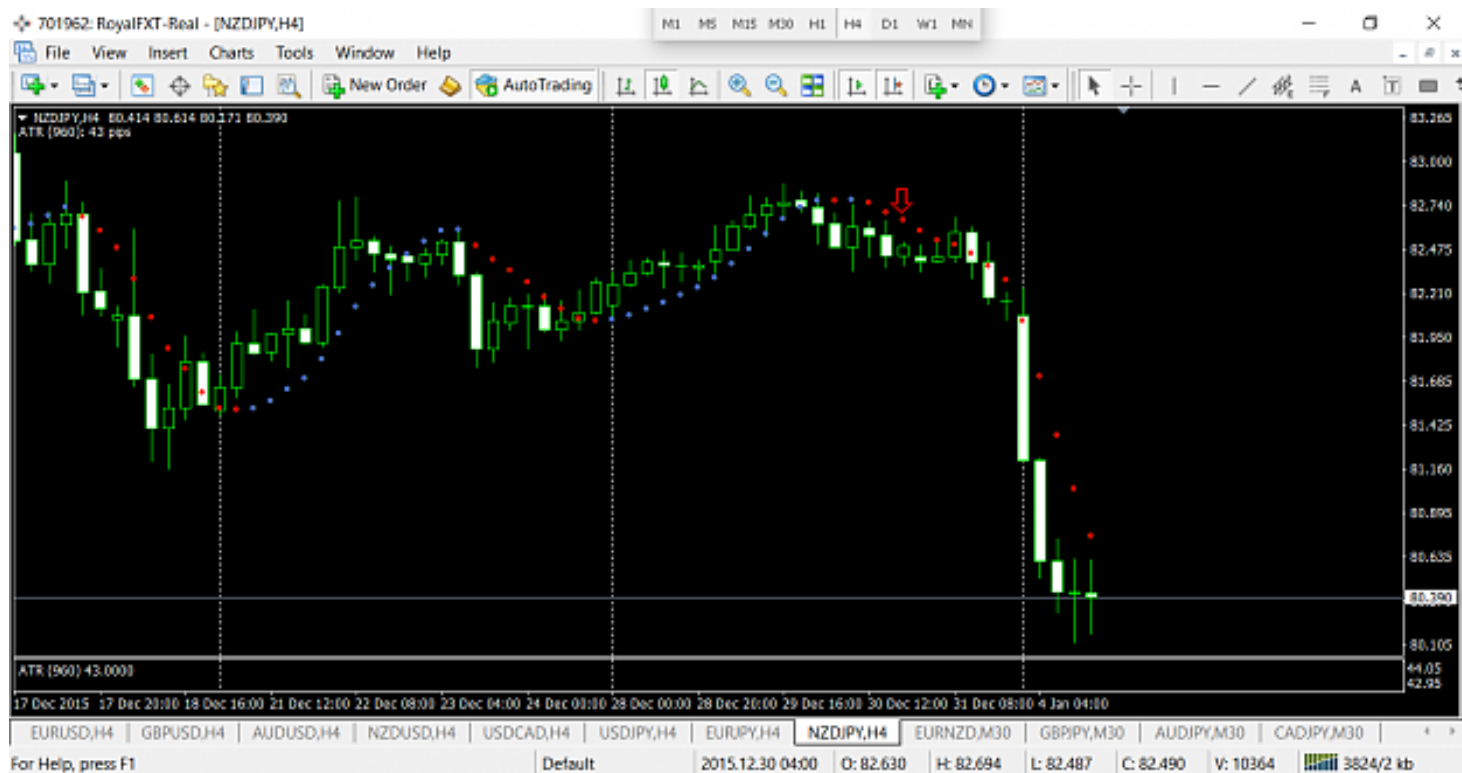 701962: RoyalFXT-Real - [NZDJPY,H4]
M1 M5 M15 M30 H1 H4 D1 W1 MN
File View Insert Charts Tools Window Help
New Order AutoTrading
NZDJPY,H4 80.414 80.614 80.171 80.390
ATR (960): 43 pips
83.265
83.000
82.740
82.475
82.210
81.950
81.685
81.425
81.160
80.895
80.635
80.390
80.105
ATR (960) 43.0000
44.05
42.95
17 Dec 2015 17 Dec 20:00 18 Dec 16:00 21 Dec 12:00 22 Dec 08:00 23 Dec 04:00 24 Dec 00:00 28 Dec 00:00 28 Dec 20:00 29 Dec 16:00 30 Dec 12:00 31 Dec 08:00 4 Jan 04:00
EURUSD,H4 GBPUSD,H4 AUDUSD,H4 NZDUSD,H4 USDCAD,H4 USDJPY,H4 EURJPY,H4 NZDJPY,H4 EURNZD,M30 GBPJPY,M30 AUDJPY,M30 CADJPY,M30
For Help, press F1 Default 2015.12.30 04:00 O: 82.630 H: 82.694 L: 82.487 C: 82.490 V: 10364 3824/2 kb